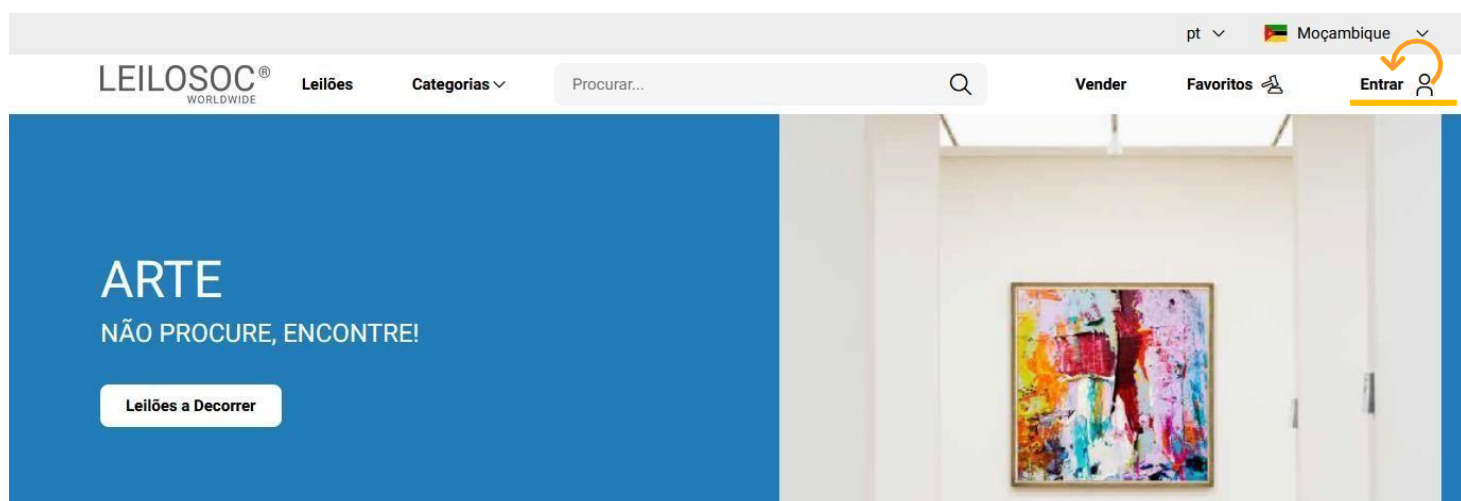 pt Moçambique
LEILOSOC®
WORLDWIDE
Leilões Categorias Procurar... Vender Favoritos Entrar
ARTE
NÃO PROCURE, ENCONTRE!
Leilões a Decorrer